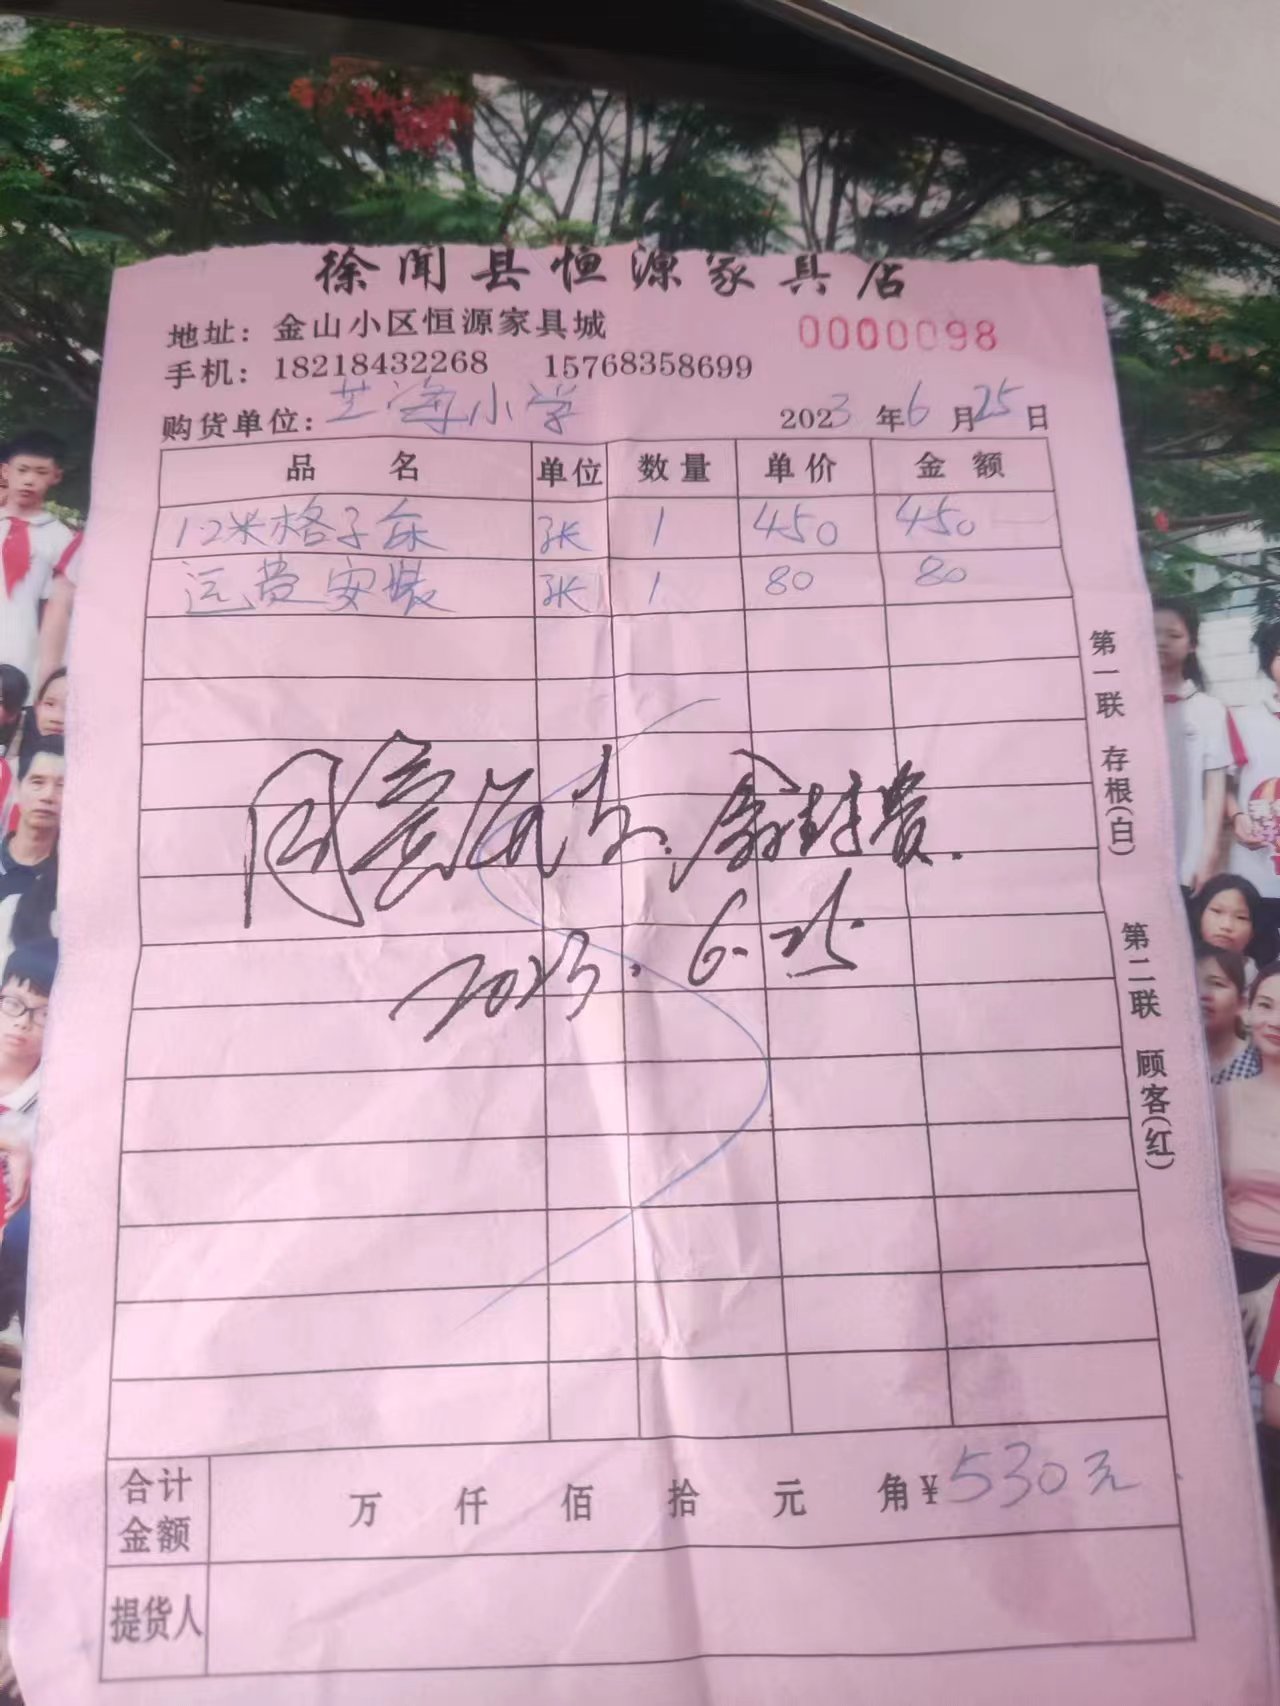 徐闻县恒源家具店
地址：金山小区恒源家具城
0000098
手机：18218432268 15768358699
购货单位：芝海小学 2023年6月25日
品名 单位 数量 单价 金额
1.2米格子床 张 1 450 450
运费安装 张 1 80 80
同意报支.
2023.6.25.
第一联 存根(白) 第二联 顾客(红)
合计金额 万 仟 佰 拾 元 角 ¥530元
提货人